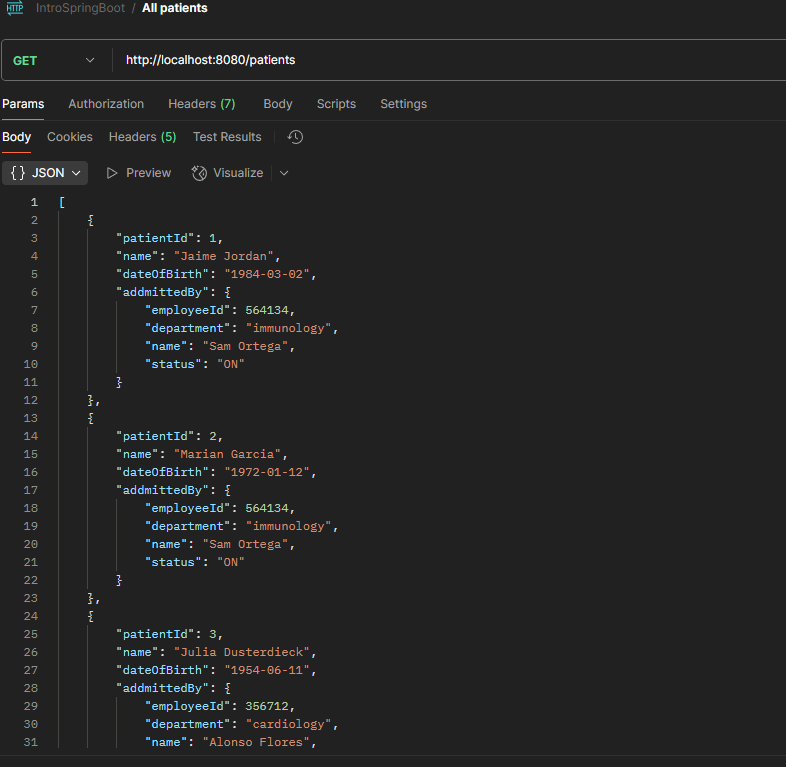 HTTP IntroSpringBoot / All patients
GET http://localhost:8080/patients
Params Authorization Headers (7) Body Scripts Settings
Body Cookies Headers (5) Test Results
{} JSON Preview Visualize
1 [
2 {
3 "patientId": 1,
4 "name": "Jaime Jordan",
5 "dateOfBirth": "1984-03-02",
6 "addmittedBy": {
7 "employeeId": 564134,
8 "department": "immunology",
9 "name": "Sam Ortega",
10 "status": "ON"
11 }
12 },
13 {
14 "patientId": 2,
15 "name": "Marian Garcia",
16 "dateOfBirth": "1972-01-12",
17 "addmittedBy": {
18 "employeeId": 564134,
19 "department": "immunology",
20 "name": "Sam Ortega",
21 "status": "ON"
22 }
23 },
24 {
25 "patientId": 3,
26 "name": "Julia Dusterdieck",
27 "dateOfBirth": "1954-06-11",
28 "addmittedBy": {
29 "employeeId": 356712,
30 "department": "cardiology",
31 "name": "Alonso Flores",